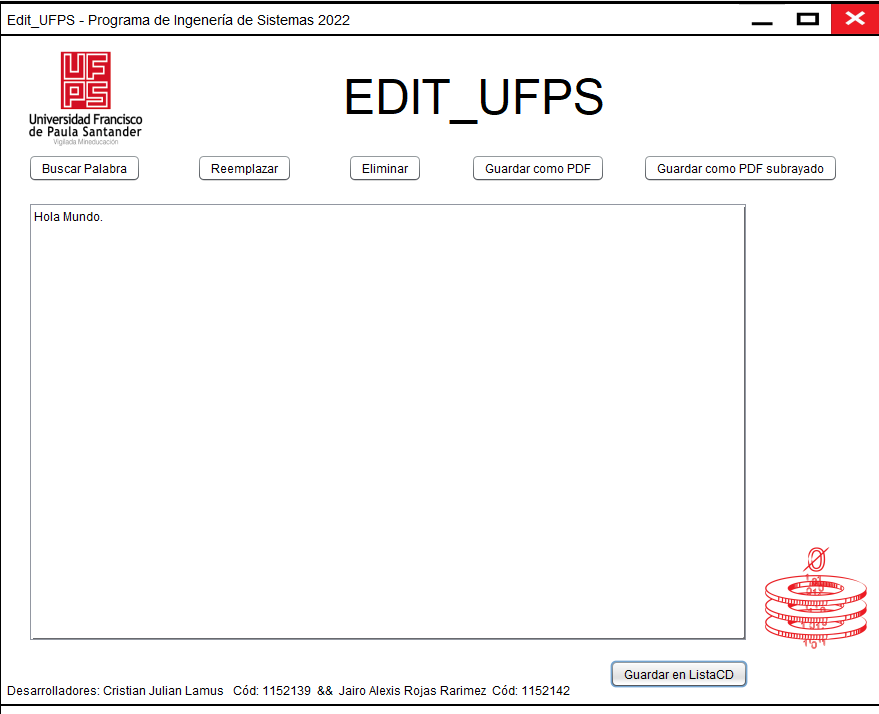 Edit_UFPS - Programa de Ingenería de Sistemas 2022
UF
PS
Universidad Francisco
de Paula Santander
Vigilada Mineducación
EDIT_UFPS
Buscar Palabra
Reemplazar
Eliminar
Guardar como PDF
Guardar como PDF subrayado
Hola Mundo.
Guardar en ListaCD
Desarrolladores: Cristian Julian Lamus Cód: 1152139 && Jairo Alexis Rojas Rarimez Cód: 1152142